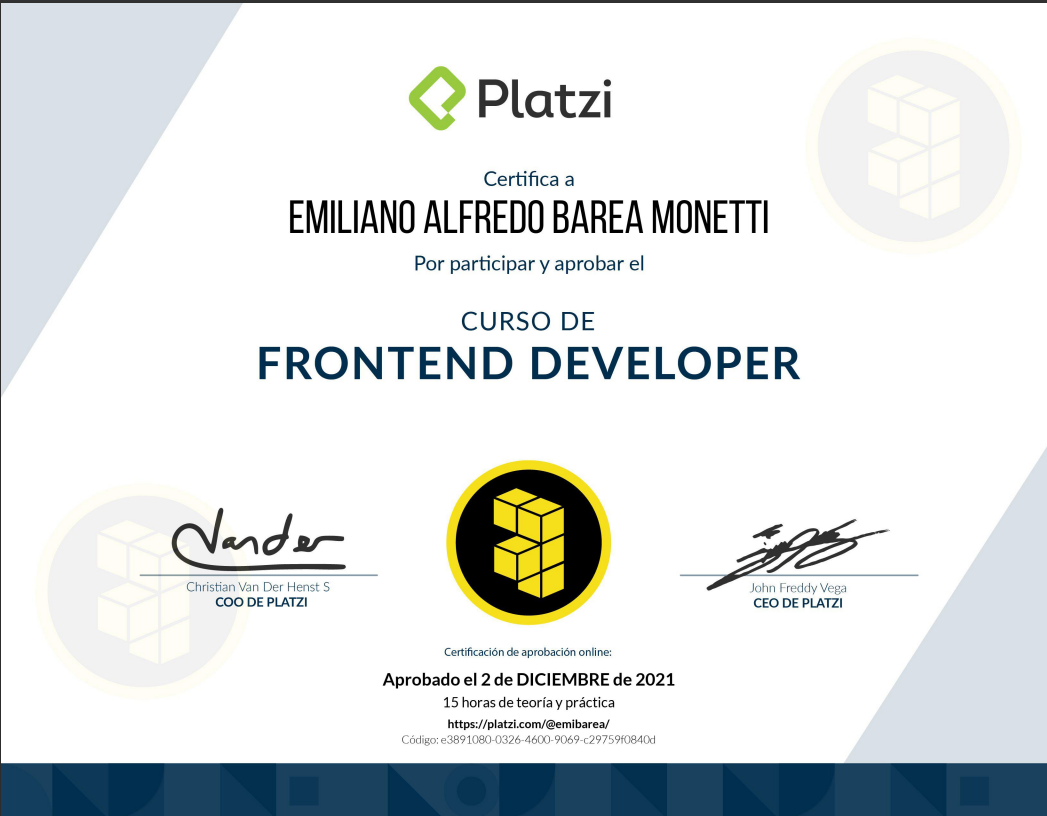 Platzi
Certifica a
EMILIANO ALFREDO BAREA MONETTI
Por participar y aprobar el
CURSO DE
FRONTEND DEVELOPER
Vander
Christian Van Der Henst S
COO DE PLATZI
John Freddy Vega
CEO DE PLATZI
Certificación de aprobación online:
Aprobado el 2 de DICIEMBRE de 2021
15 horas de teoría y práctica
https://platzi.com/@emibarea/
Código: e3891080-0326-4600-9069-c29759f0840d